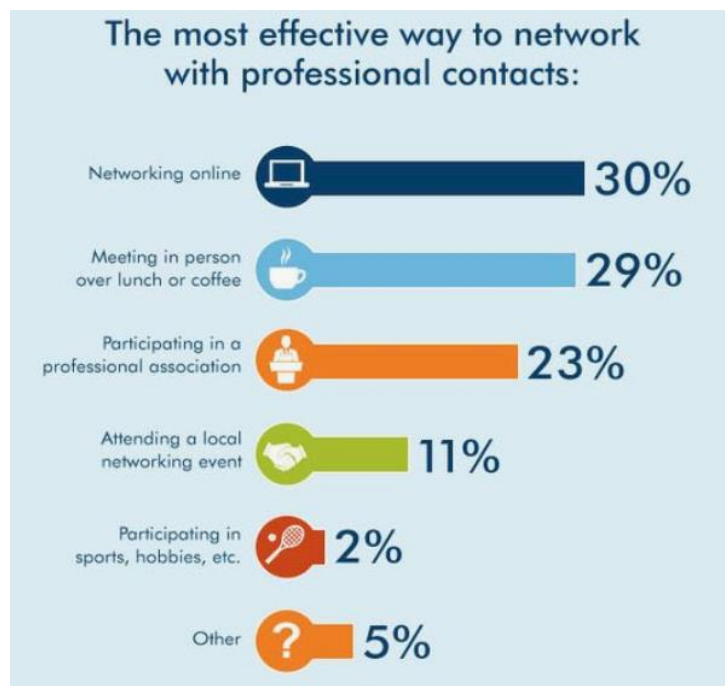 The most effective way to network
with professional contacts:
Networking online
30%
Meeting in person
over lunch or coffee
29%
Participating in a
professional association
23%
Attending a local
networking event
11%
Participating in
sports, hobbies, etc.
2%
Other
?
5%